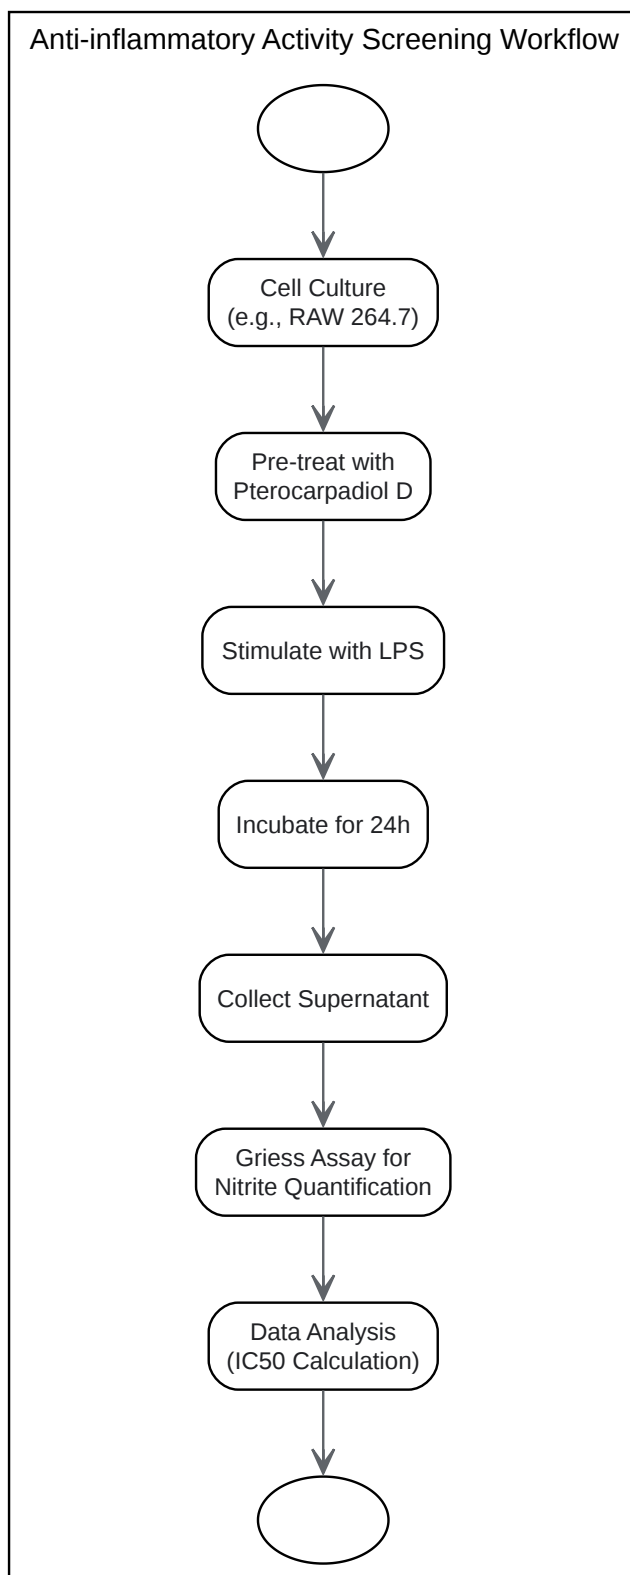 Anti-inflammatory Activity Screening Workflow
Cell Culture
(e.g., RAW 264.7)
Pre-treat with
Pterocarpadiol D
Stimulate with LPS
Incubate for 24h
Collect Supernatant
Griess Assay for
Nitrite Quantification
Data Analysis
(IC50 Calculation)